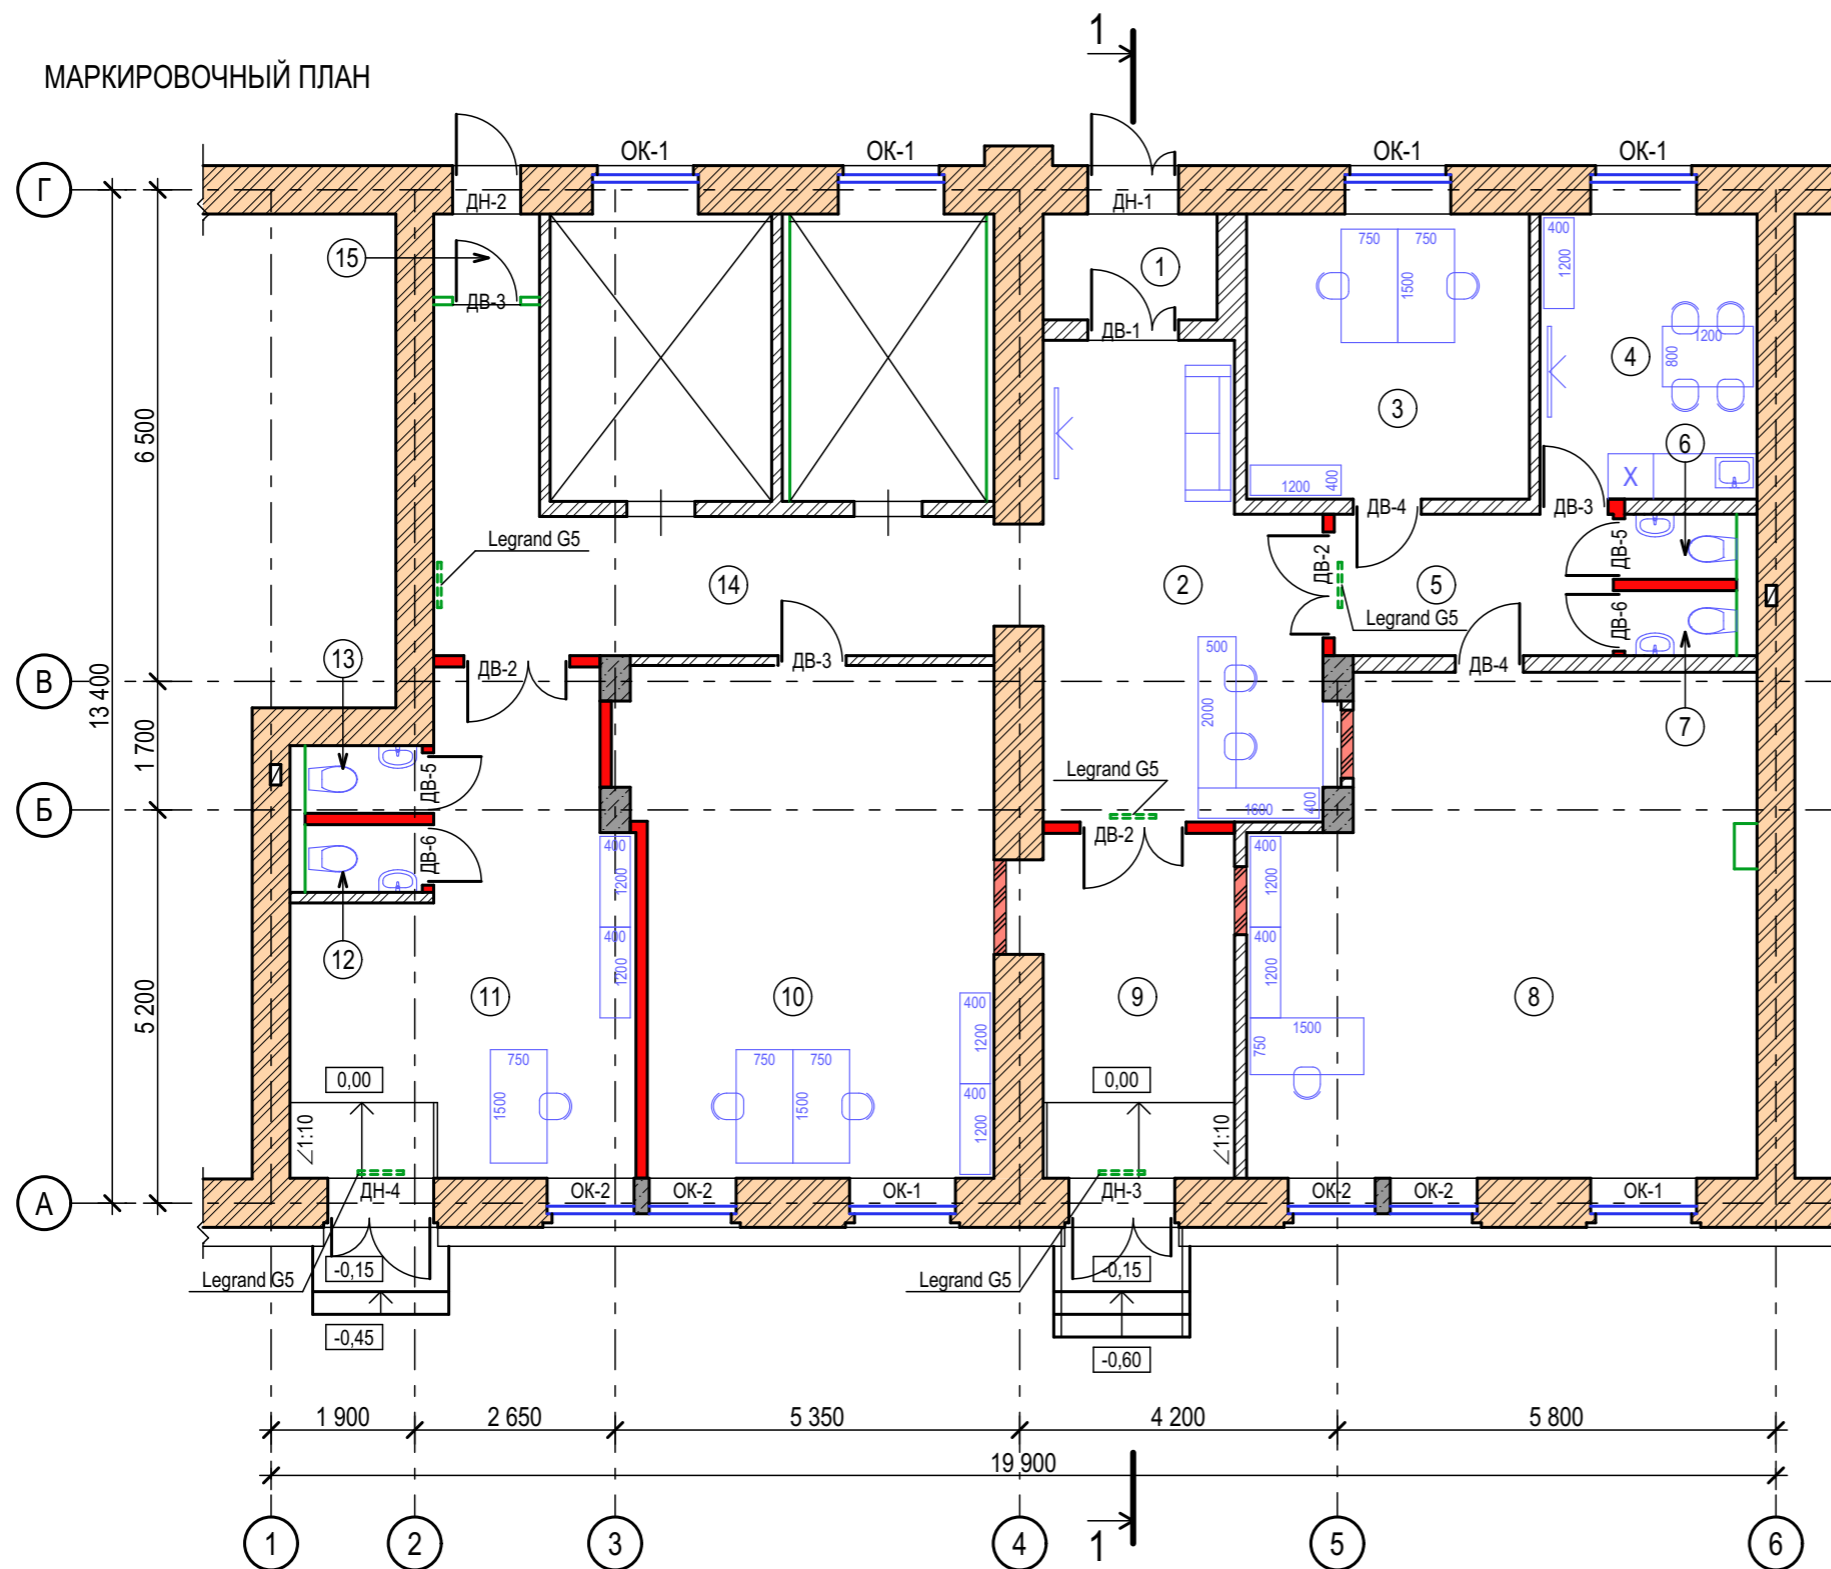 1
МАРКИРОВОЧНЫЙ ПЛАН
ОК-1
ОК-1
ОК-1
ОК-1
Г
ДН-2
ДН-1
15
ДВ-3
1
ДВ-1
750
750
1500
400
1200
1200
800
4
3
6 500
1200
400
X
6
ДВ-4
ДВ-3
Legrand G5
14
2
ДВ-2
5
ДВ-5
Legrand G5
ДВ-6
500
13
ДВ-2
ДВ-3
ДВ-4
В
13 400
1 700
2000
7
ДВ-5
Legrand G5
Б
1600
400
ДВ-6
ДВ-2
400
1200
400
1200
12
400
1200
400
1200
5 200
11
10
9
8
400
1200
1500
750
750
1500
750
750
1500
0,00
0,00
400
1200
∠1:10
∠1:10
А
ДН-4
ОК-2
ОК-2
ОК-1
ДН-3
ОК-2
ОК-2
ОК-1
Legrand G5
-0,15
Legrand G5
-0,15
-0,45
-0,60
1 900
2 650
5 350
4 200
5 800
19 900
1
2
3
4
1
5
6